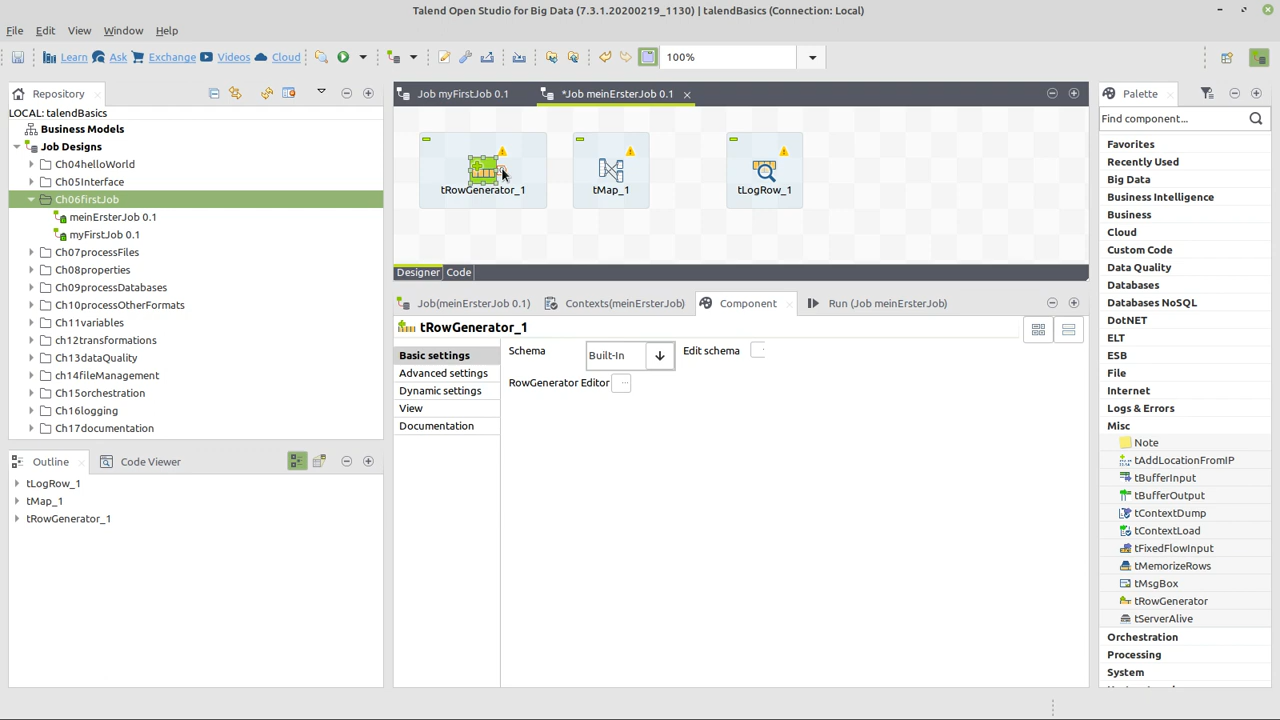 Talend Open Studio for Big Data (7.3.1.20200219_1130) | talendBasics (Connection: Local)
File Edit View Window Help
Learn Ask Exchange Videos Cloud 100%
Repository
LOCAL: talendBasics
Business Models
Job Designs
Ch04helloWorld
Ch05Interface
Ch06firstJob
meinErsterJob 0.1
myFirstJob 0.1
Ch07processFiles
Ch08properties
Ch09processDatabases
Ch10processOtherFormats
Ch11variables
ch12transformations
Ch13dataQuality
ch14fileManagement
Ch15orchestration
Ch16logging
Ch17documentation
Outline Code Viewer
tLogRow_1
tMap_1
tRowGenerator_1
Job myFirstJob 0.1 *Job meinErsterJob 0.1
tRowGenerator_1 tMap_1 tLogRow_1
Designer Code
Job(meinErsterJob 0.1) Contexts(meinErsterJob) Component Run (Job meinErsterJob)
tRowGenerator_1
Basic settings
Advanced settings
Dynamic settings
View
Documentation
Schema Built-In Edit schema
RowGenerator Editor ...
Palette
Find component...
Favorites
Recently Used
Big Data
Business Intelligence
Business
Cloud
Custom Code
Data Quality
Databases
Databases NoSQL
DotNET
ELT
ESB
File
Internet
Logs & Errors
Misc
Note
tAddLocationFromIP
tBufferInput
tBufferOutput
tContextDump
tContextLoad
tFixedFlowInput
tMemorizeRows
tMsgBox
tRowGenerator
tServerAlive
Orchestration
Processing
System